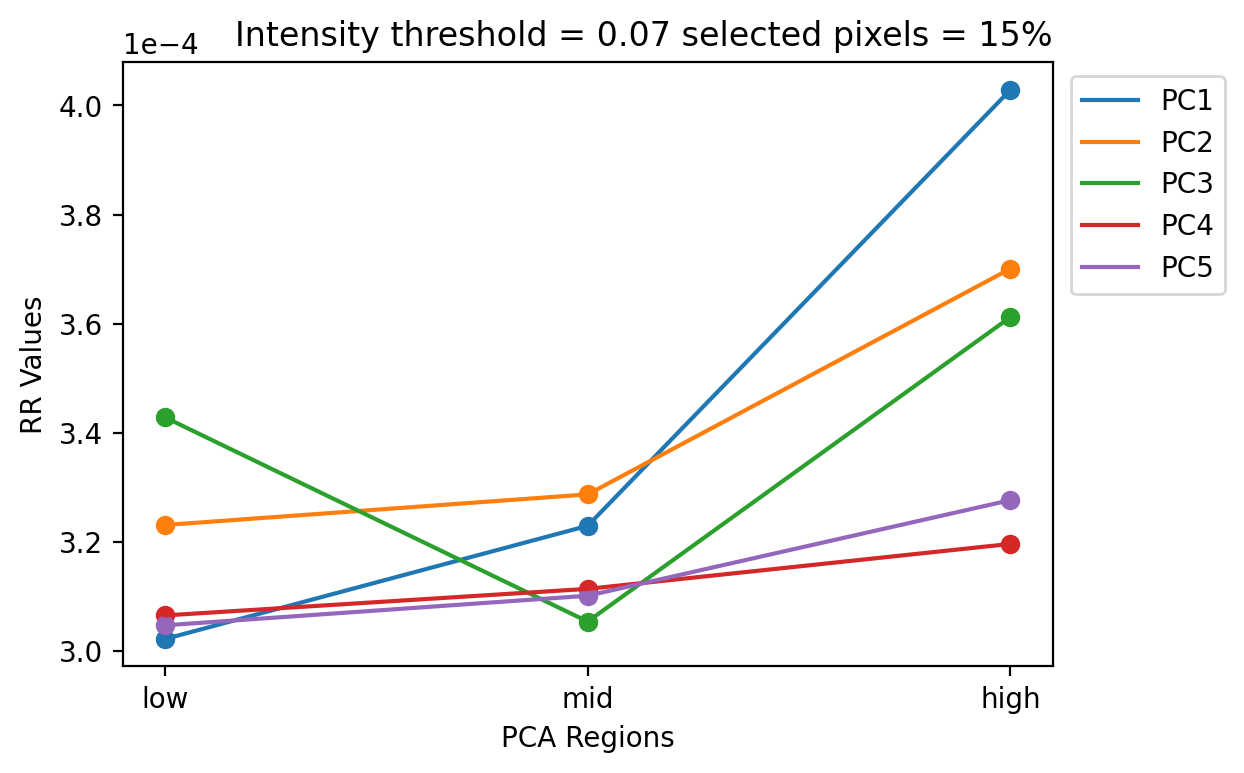 1e−4
Intensity threshold = 0.07 selected pixels = 15%
4.0
3.8
3.6
3.4
3.2
3.0
RR Values
low
mid
high
PCA Regions
PC1
PC2
PC3
PC4
PC5